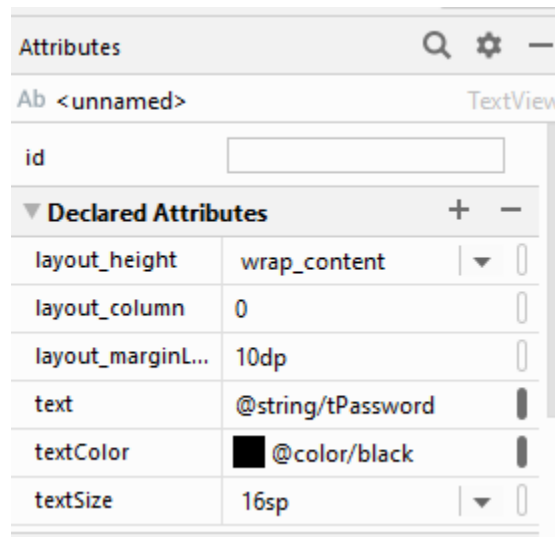 Attributes
Ab <unnamed> TextView
id
Declared Attributes
layout_height wrap_content
layout_column 0
layout_marginL... 10dp
text @string/tPassword
textColor @color/black
textSize 16sp